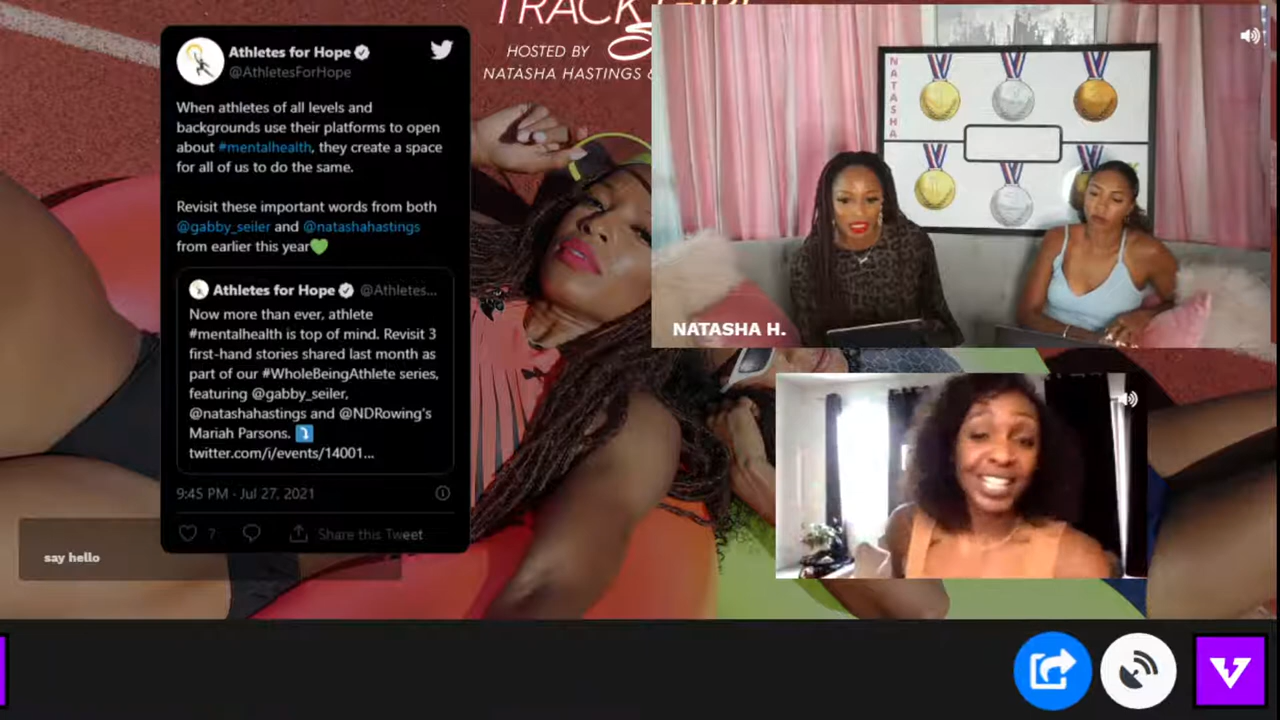 TRACK
HOSTED BY
NATASHA HASTINGS &
Athletes for Hope
@AthletesForHope
When athletes of all levels and
backgrounds use their platforms to open
about #mentalhealth, they create a space
for all of us to do the same.
Revisit these important words from both
@gabby_seiler and @natashahastings
from earlier this year💚
Athletes for Hope @Athletes...
Now more than ever, athlete
#mentalhealth is top of mind. Revisit 3
first-hand stories shared last month as
part of our #WholeBeingAthlete series,
featuring @gabby_seiler,
@natashahastings and @NDRowing's
Mariah Parsons. ⤵️
twitter.com/i/events/14001...
9:45 PM · Jul 27, 2021
7 Share this Tweet
say hello
NATASHA
NATASHA H.